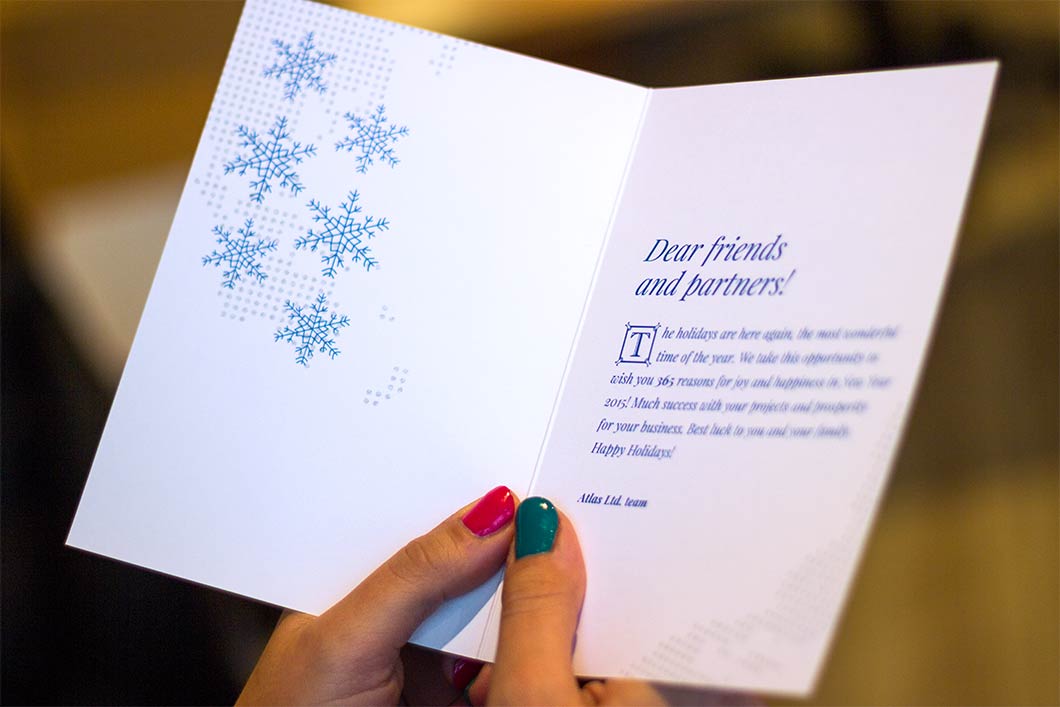 Dear friends
and partners!
The holidays are here again, the most wonderful
time of the year. We take this opportunity to
wish you 365 reasons for joy and happiness in
2015! Much success with your projects and prosperity
for your business. Best luck to you and your family.
Happy Holidays!
Atlas Ltd. team